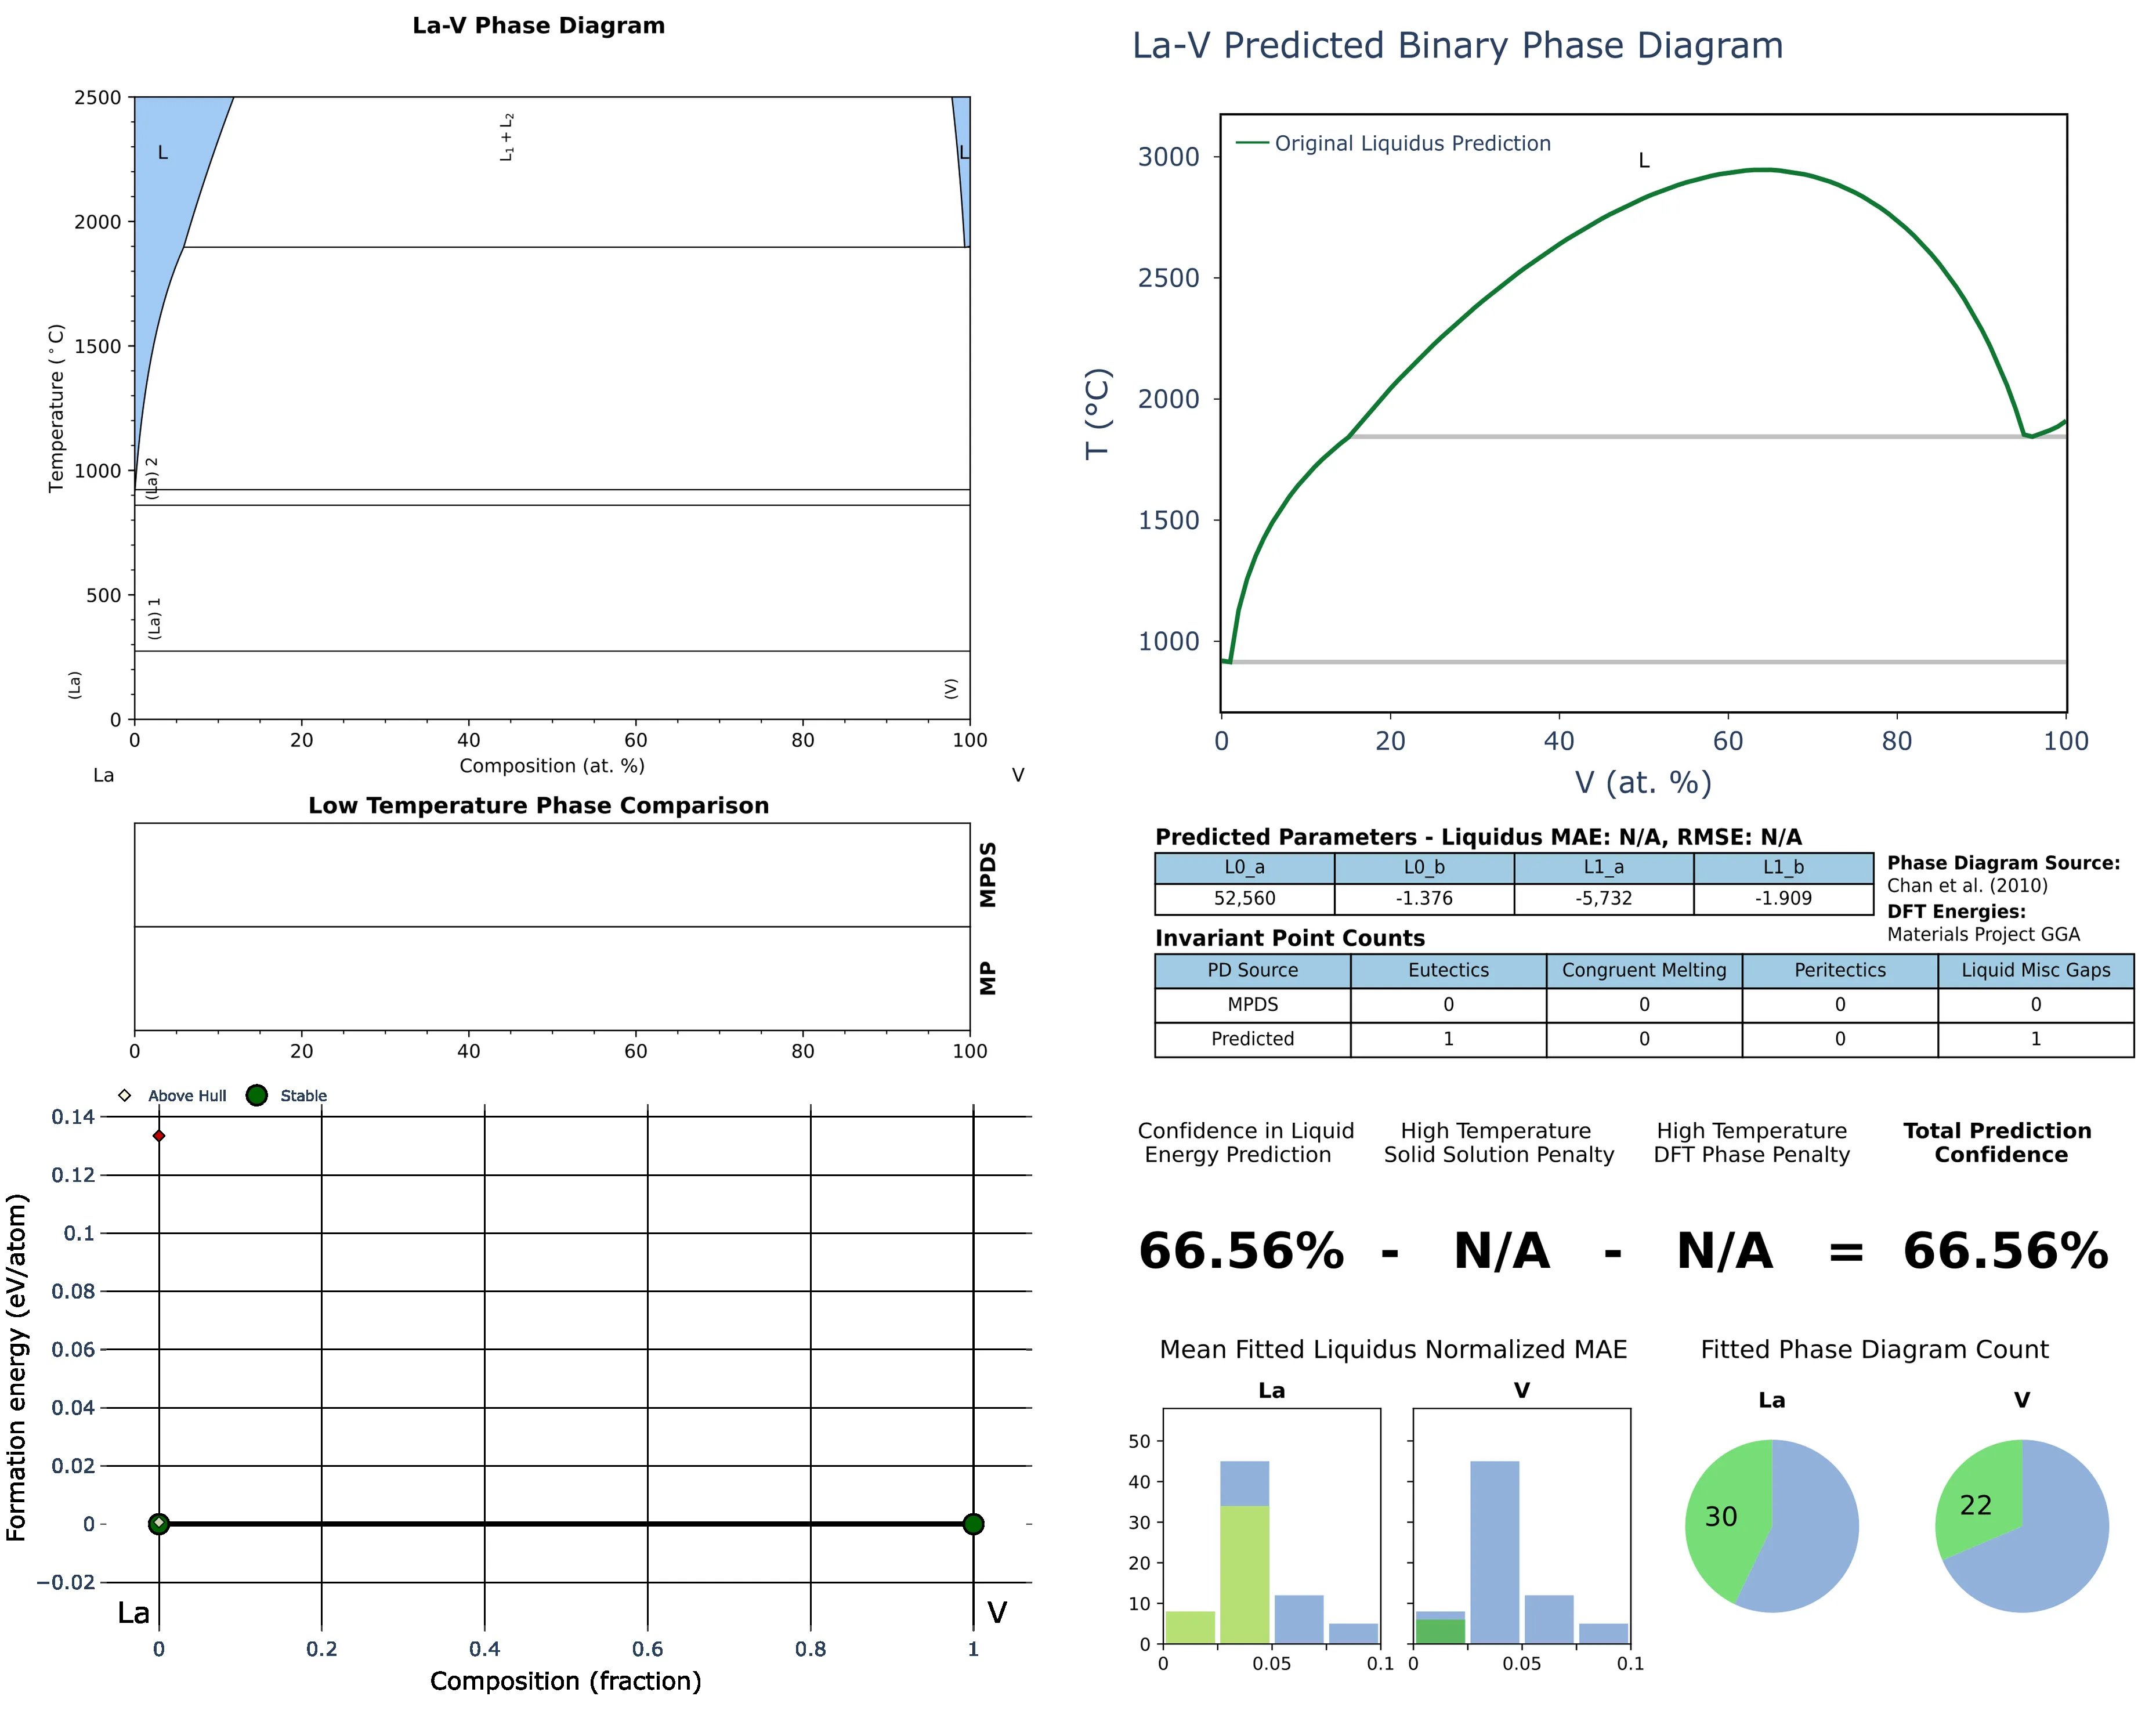 La-V Phase Diagram
2500
2000
1500
1000
500
0
Temperature (°C)
L
L₁ + L₂
L
(La) 2
(La) 1
(La)
(V)
0 20 40 60 80 100
Composition (at. %)
La V
Low Temperature Phase Comparison
MPDS
MP
0 20 40 60 80 100
Above Hull Stable
0.14
0.12
0.1
0.08
0.06
0.04
0.02
0
−0.02
Formation energy (eV/atom)
La V
0 0.2 0.4 0.6 0.8 1
Composition (fraction)
La-V Predicted Binary Phase Diagram
Original Liquidus Prediction
L
3000
2500
2000
1500
1000
T (°C)
0 20 40 60 80 100
V (at. %)
Predicted Parameters - Liquidus MAE: N/A, RMSE: N/A
L0_a L0_b L1_a L1_b
52,560 -1.376 -5,732 -1.909
Phase Diagram Source:
Chan et al. (2010)
DFT Energies:
Materials Project GGA
Invariant Point Counts
PD Source Eutectics Congruent Melting Peritectics Liquid Misc Gaps
MPDS 0 0 0 0
Predicted 1 0 0 1
Confidence in Liquid
Energy Prediction
High Temperature
Solid Solution Penalty
High Temperature
DFT Phase Penalty
Total Prediction
Confidence
66.56% - N/A - N/A = 66.56%
Mean Fitted Liquidus Normalized MAE
La V
50
40
30
20
10
0
0 0.05 0.1 0 0.05 0.1
Fitted Phase Diagram Count
La V
30 22